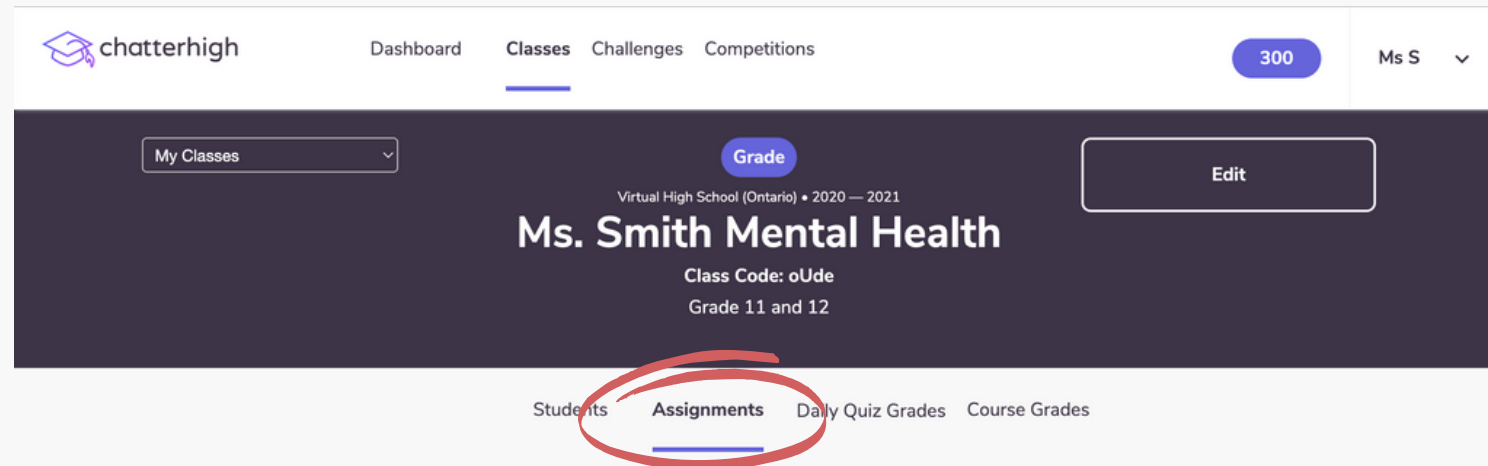 chatterhigh Dashboard Classes Challenges Competitions 300 Ms S
My Classes
Grade
Edit
Virtual High School (Ontario) • 2020 — 2021
Ms. Smith Mental Health
Class Code: oUde
Grade 11 and 12
Students Assignments Daily Quiz Grades Course Grades